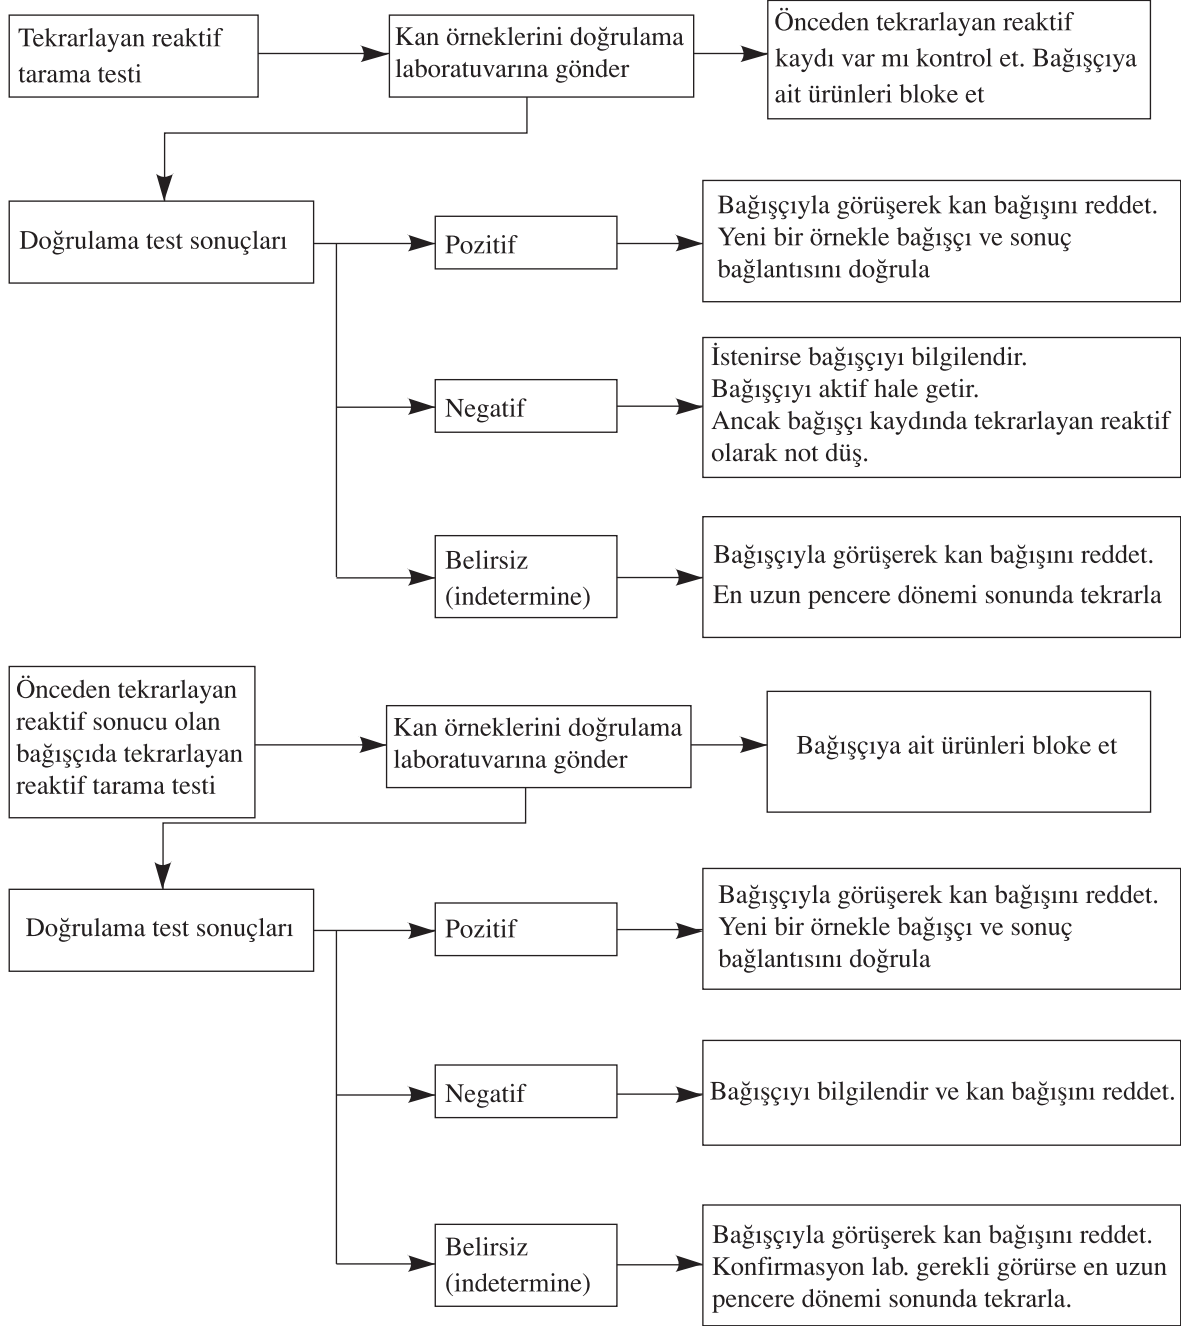 Tekrarlayan reaktif
tarama testi
Kan örneklerini doğrulama
laboratuvarına gönder
Önceden tekrarlayan reaktif
kaydı var mı kontrol et. Bağışçıya
ait ürünleri bloke et
Doğrulama test sonuçları
Pozitif
Bağışçıyla görüşerek kan bağışını reddet.
Yeni bir örnekle bağışçı ve sonuç
bağlantısını doğrula
Negatif
İstenirse bağışçıyı bilgilendir.
Bağışçıyı aktif hale getir.
Ancak bağışçı kaydında tekrarlayan reaktif
olarak not düş.
Belirsiz
(indetermine)
Bağışçıyla görüşerek kan bağışını reddet.
En uzun pencere dönemi sonunda tekrarla
Önceden tekrarlayan
reaktif sonucu olan
bağışçıda tekrarlayan
reaktif tarama testi
Kan örneklerini doğrulama
laboratuvarına gönder
Bağışçıya ait ürünleri bloke et
Doğrulama test sonuçları
Pozitif
Bağışçıyla görüşerek kan bağışını reddet.
Yeni bir örnekle bağışçı ve sonuç
bağlantısını doğrula
Negatif
Bağışçıyı bilgilendir ve kan bağışını reddet.
Belirsiz
(indetermine)
Bağışçıyla görüşerek kan bağışını reddet.
Konfirmasyon lab. gerekli görürse en uzun
pencere dönemi sonunda tekrarla.